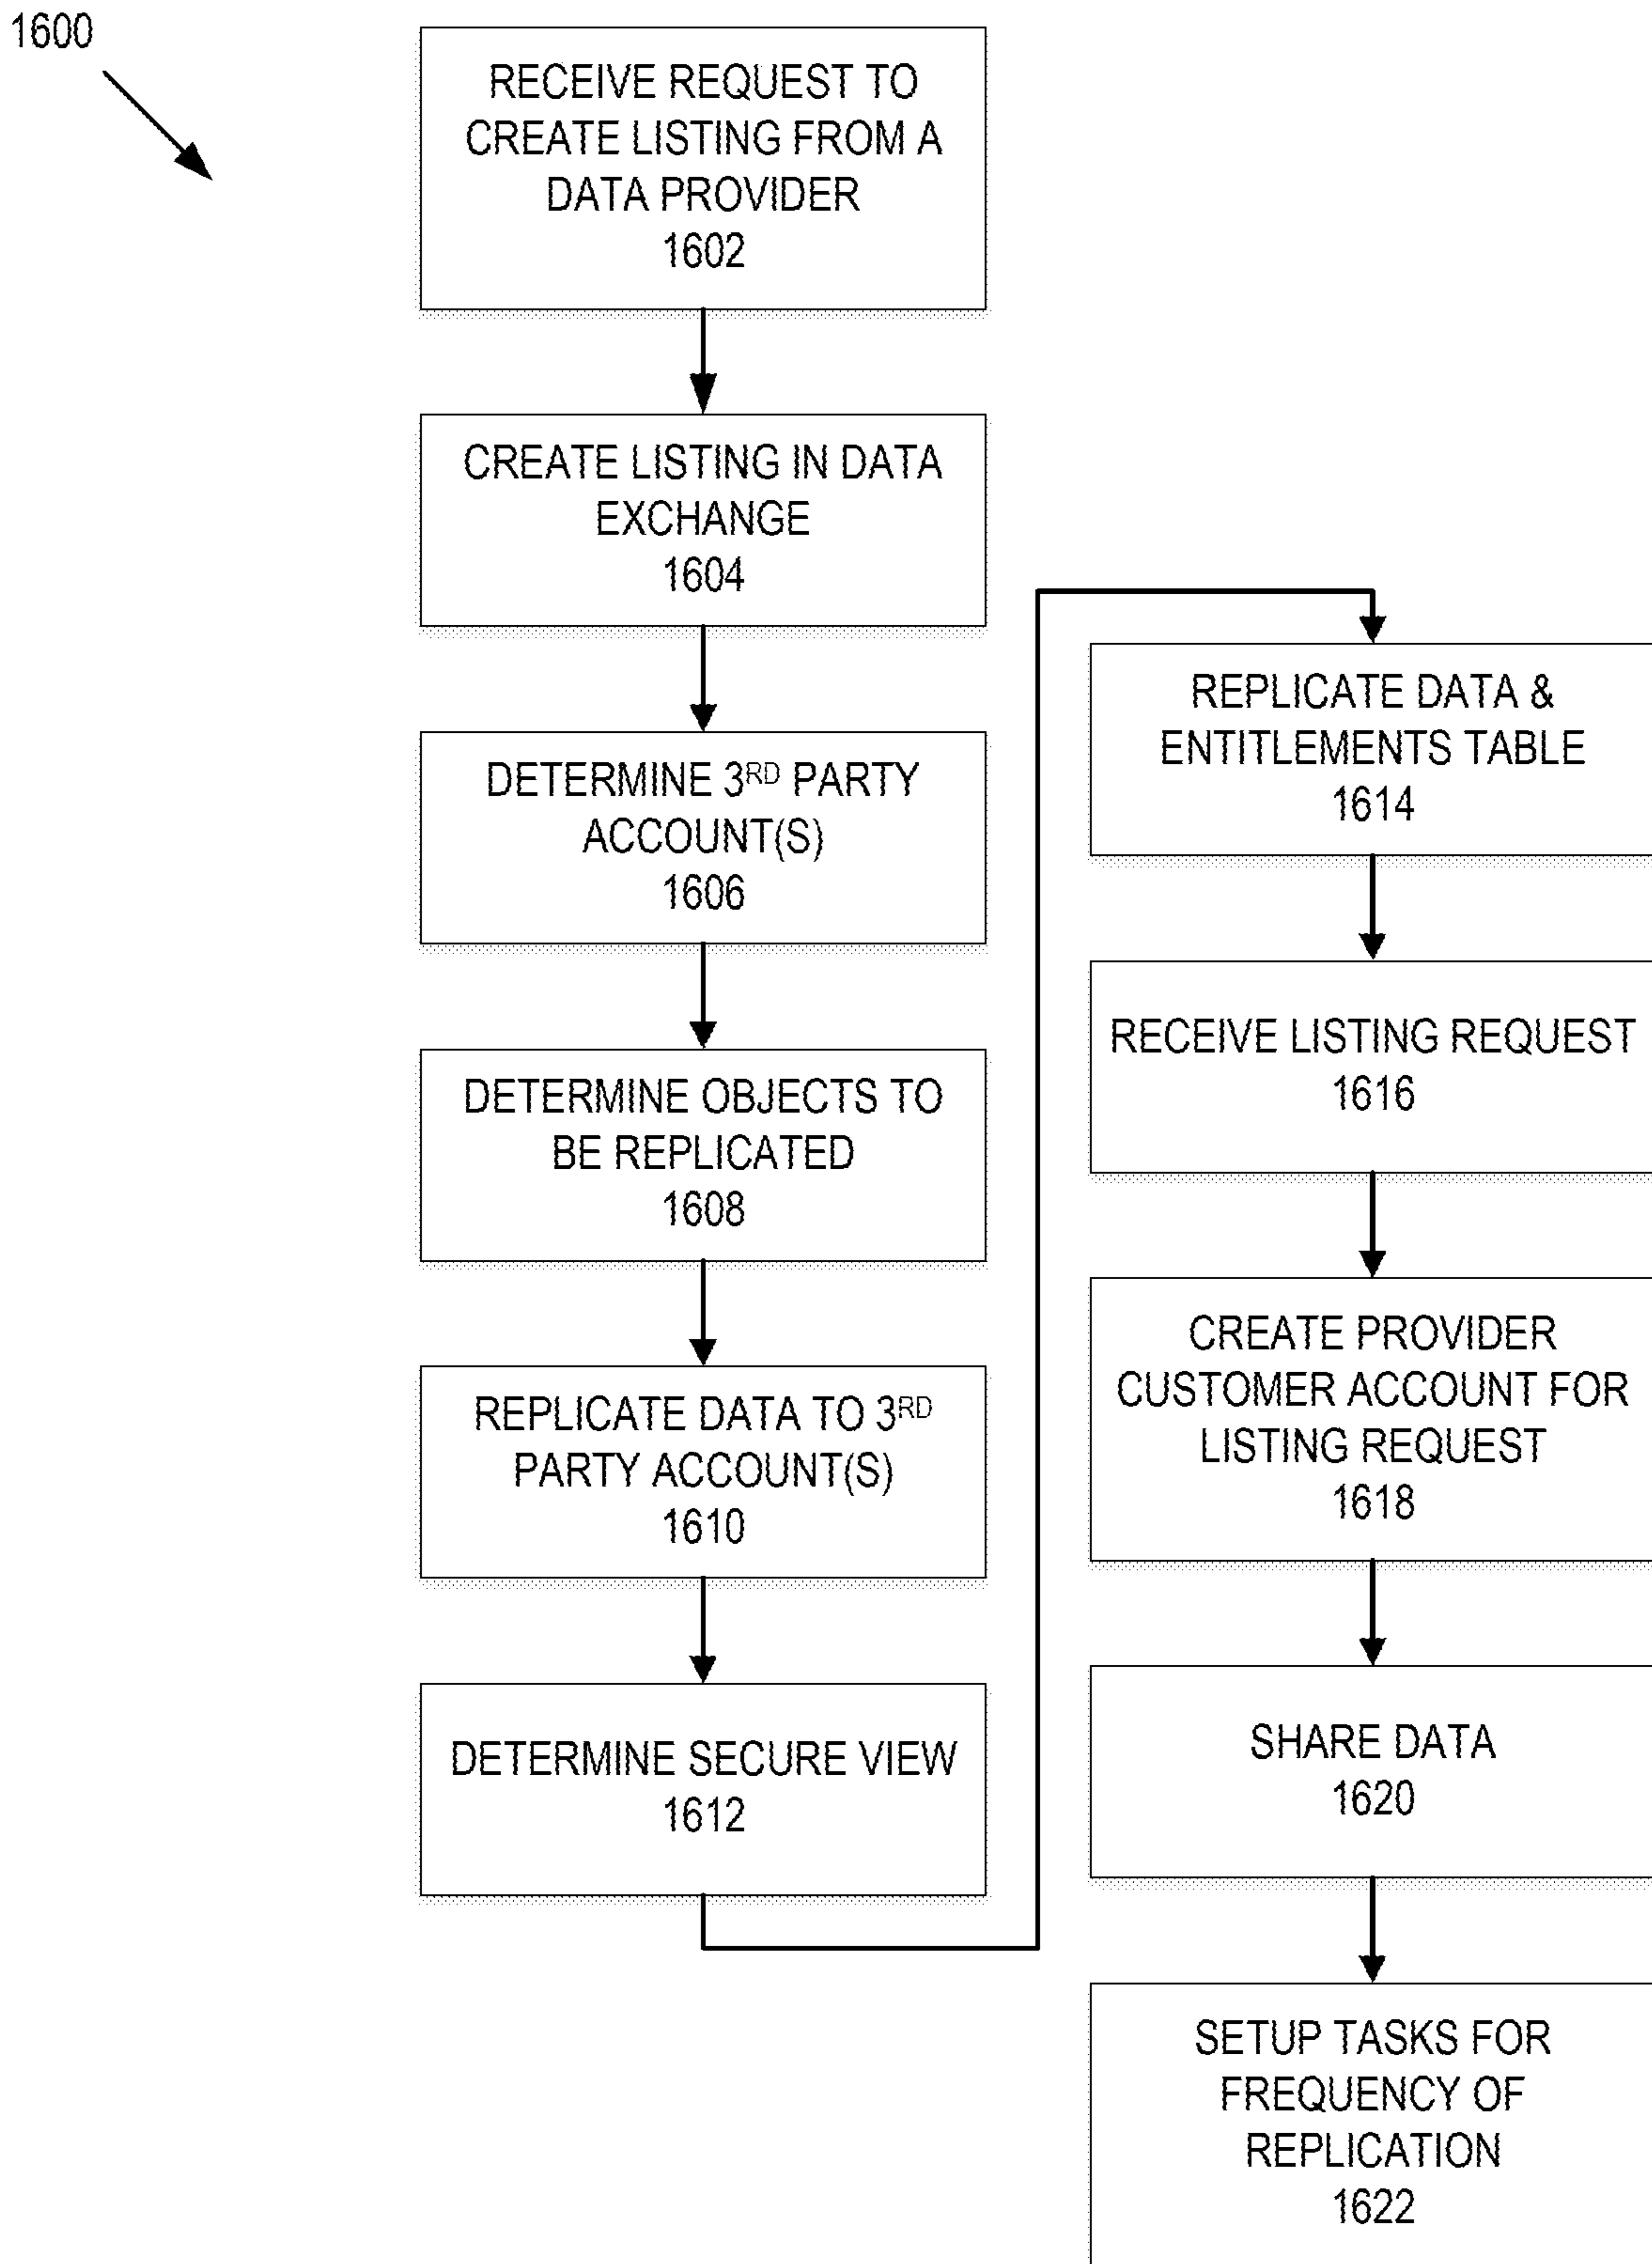 1600
RECEIVE REQUEST TO
CREATE LISTING FROM A
DATA PROVIDER
1602
CREATE LISTING IN DATA
EXCHANGE
1604
DETERMINE 3RD PARTY
ACCOUNT(S)
1606
DETERMINE OBJECTS TO
BE REPLICATED
1608
REPLICATE DATA TO 3RD
PARTY ACCOUNT(S)
1610
DETERMINE SECURE VIEW
1612
REPLICATE DATA &
ENTITLEMENTS TABLE
1614
RECEIVE LISTING REQUEST
1616
CREATE PROVIDER
CUSTOMER ACCOUNT FOR
LISTING REQUEST
1618
SHARE DATA
1620
SETUP TASKS FOR
FREQUENCY OF
REPLICATION
1622